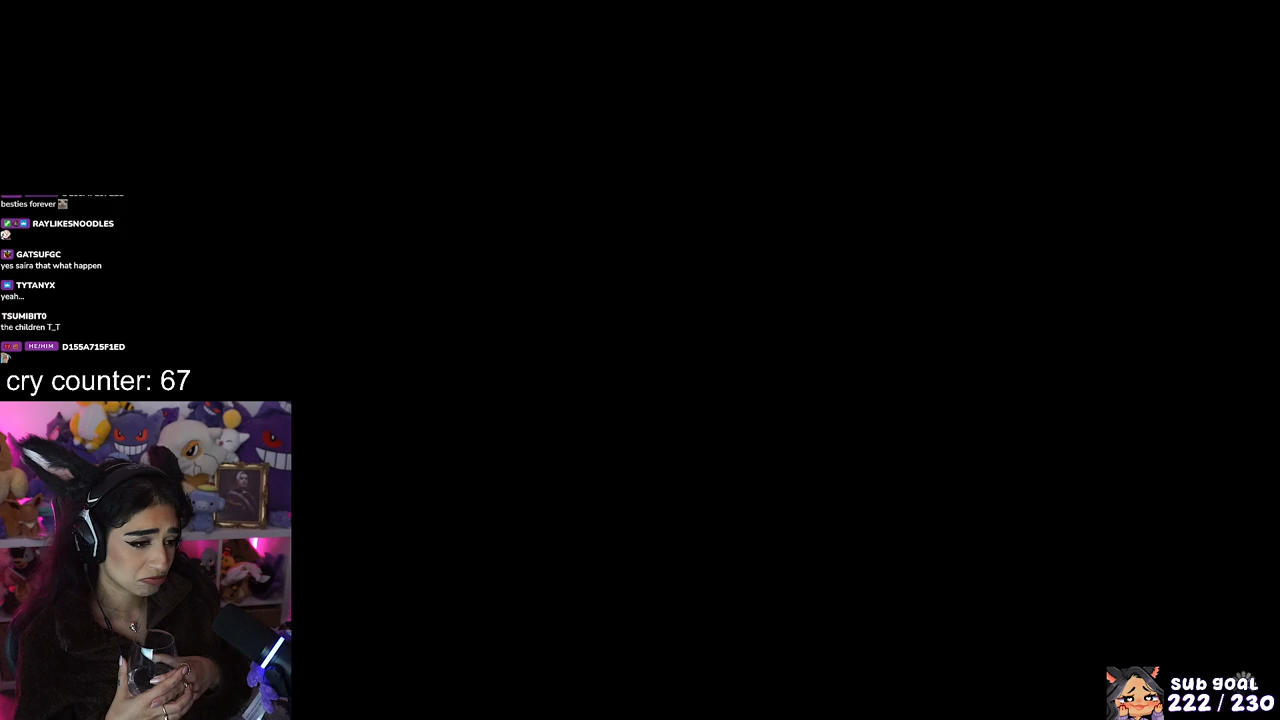 besties forever
RAYLIKESNOODLES
GATSUFGC
yes saira that what happen
TYTANYX
yeah...
TSUMIBIT0
the children T_T
HE/HIM D155A715F1ED
cry counter: 67
sub goal
222 / 230